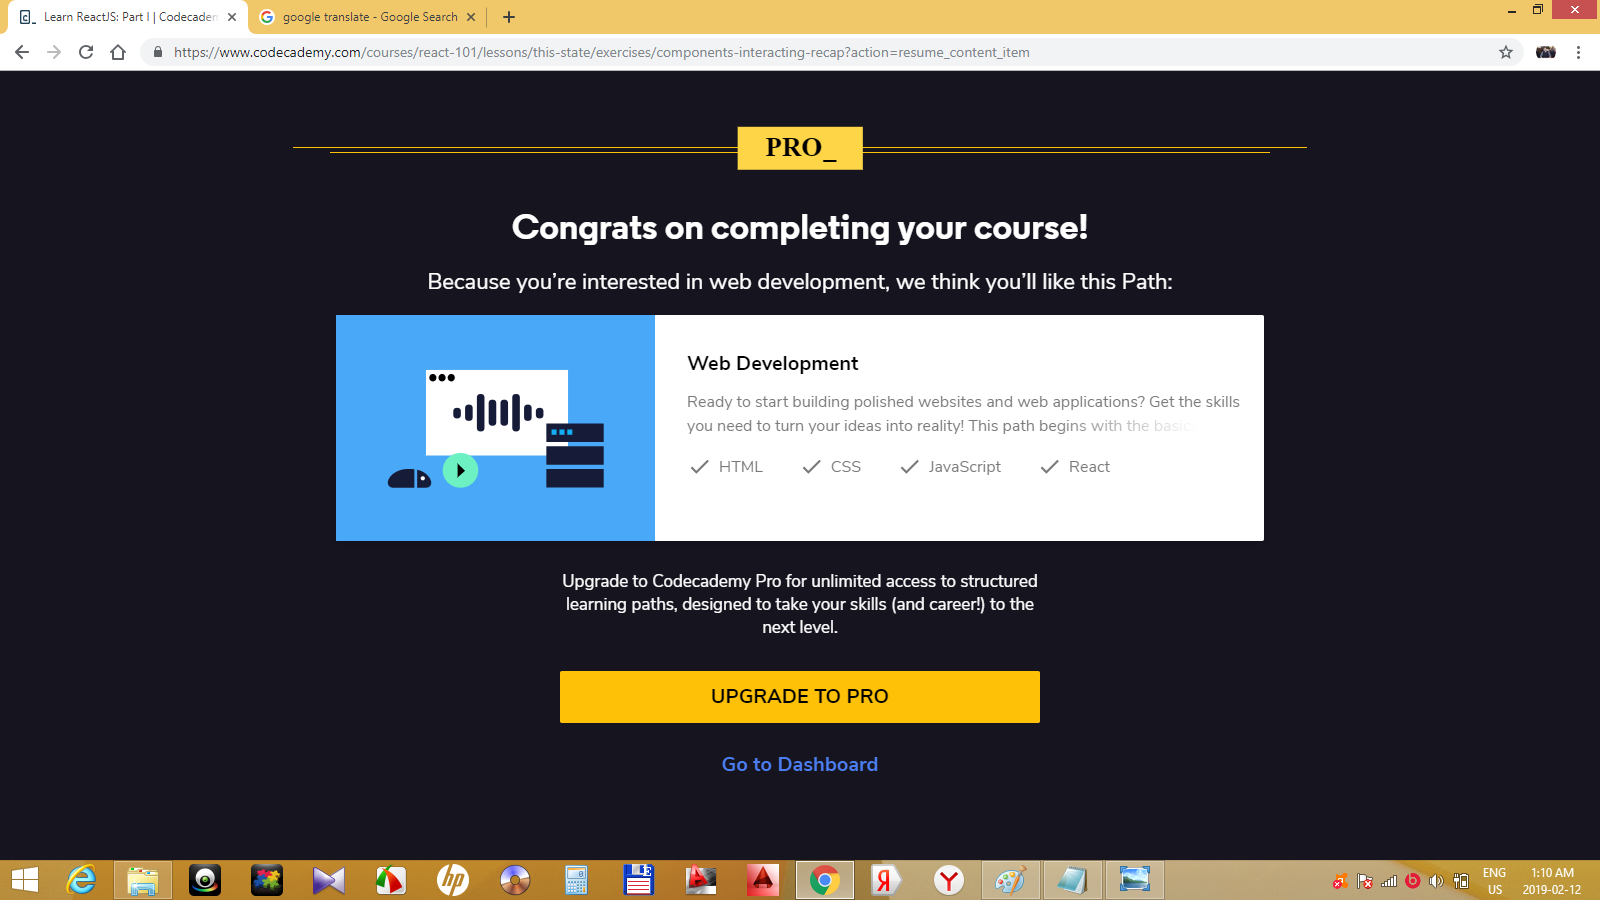 Learn ReactJS: Part I | Codecadem
google translate - Google Search
https://www.codecademy.com/courses/react-101/lessons/this-state/exercises/components-interacting-recap?action=resume_content_item
PRO_
Congrats on completing your course!
Because you’re interested in web development, we think you’ll like this Path:
Web Development
Ready to start building polished websites and web applications? Get the skills
you need to turn your ideas into reality! This path begins with the basic
HTML CSS JavaScript React
Upgrade to Codecademy Pro for unlimited access to structured
learning paths, designed to take your skills (and career!) to the
next level.
UPGRADE TO PRO
Go to Dashboard
hp
Я
Y
ENG
US
1:10 AM
2019-02-12